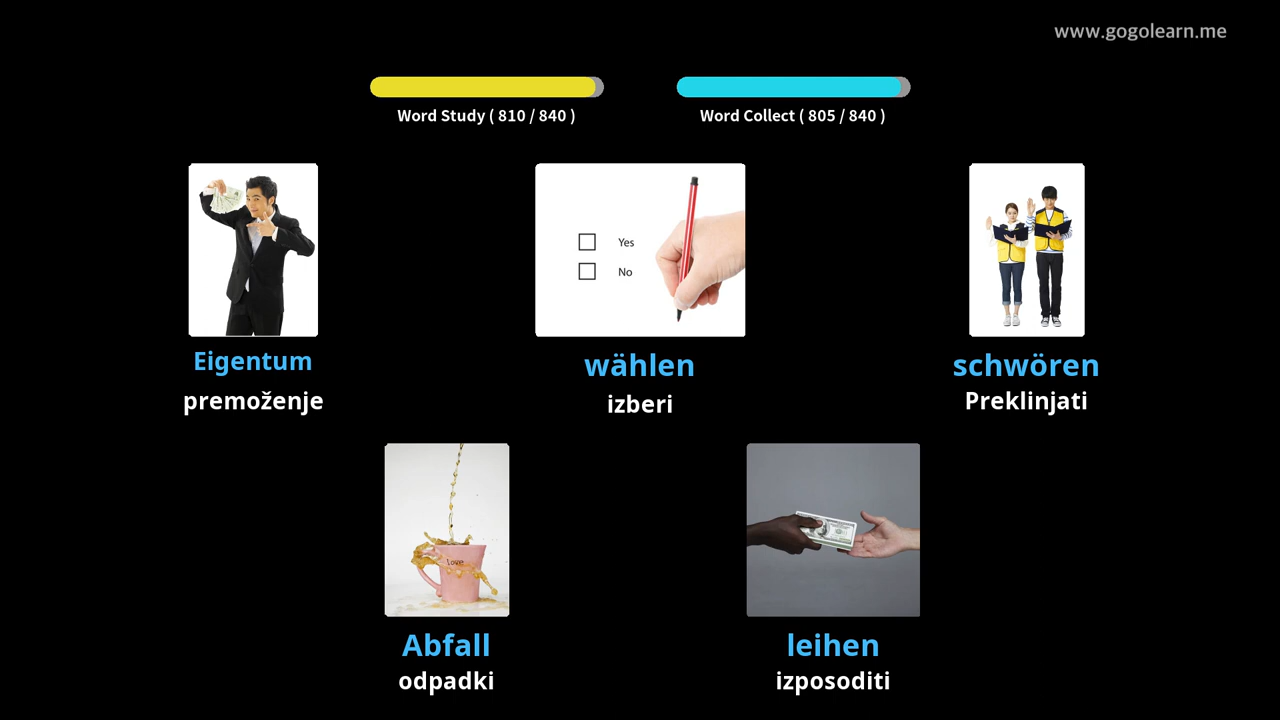 www.gogolearn.me
Word Study ( 810 / 840 )
Word Collect ( 805 / 840 )
Yes
No
Eigentum
premoženje
wählen
izberi
schwören
Preklinjati
love
Abfall
odpadki
leihen
izposoditi